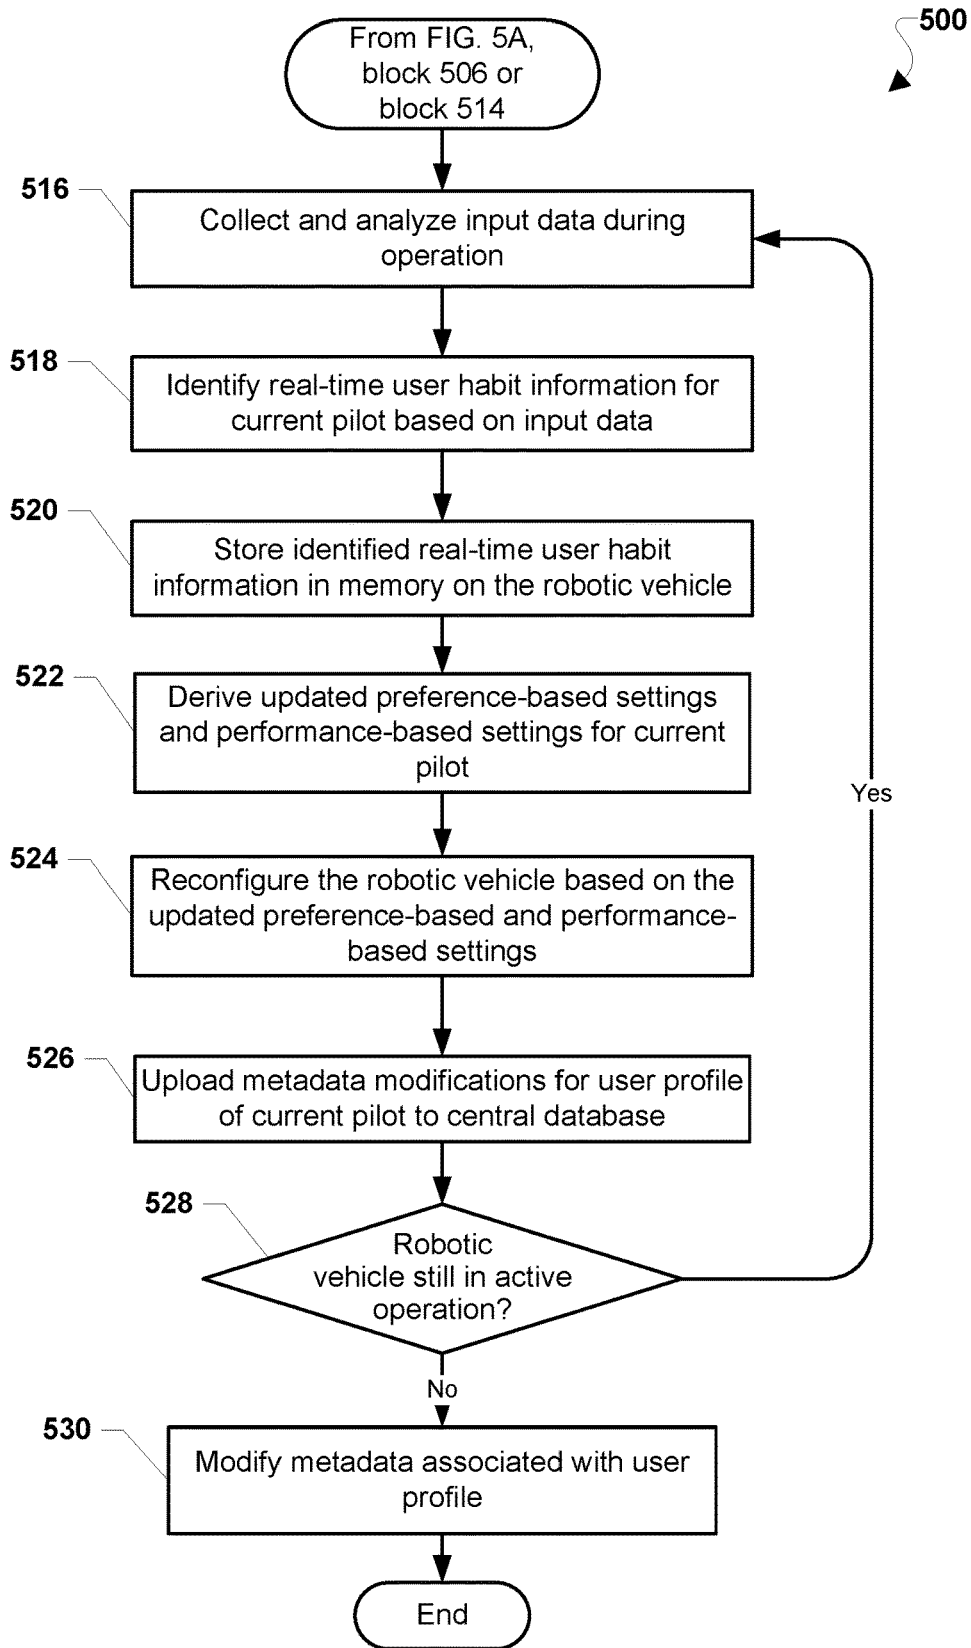 500
From FIG. 5A,
block 506 or
block 514
516
Collect and analyze input data during
operation
518
Identify real-time user habit information for
current pilot based on input data
520
Store identified real-time user habit
information in memory on the robotic vehicle
522
Derive updated preference-based settings
and performance-based settings for current
pilot
Yes
524
Reconfigure the robotic vehicle based on the
updated preference-based and performance-
based settings
526
Upload metadata modifications for user profile
of current pilot to central database
528
Robotic
vehicle still in active
operation?
No
530
Modify metadata associated with user
profile
End